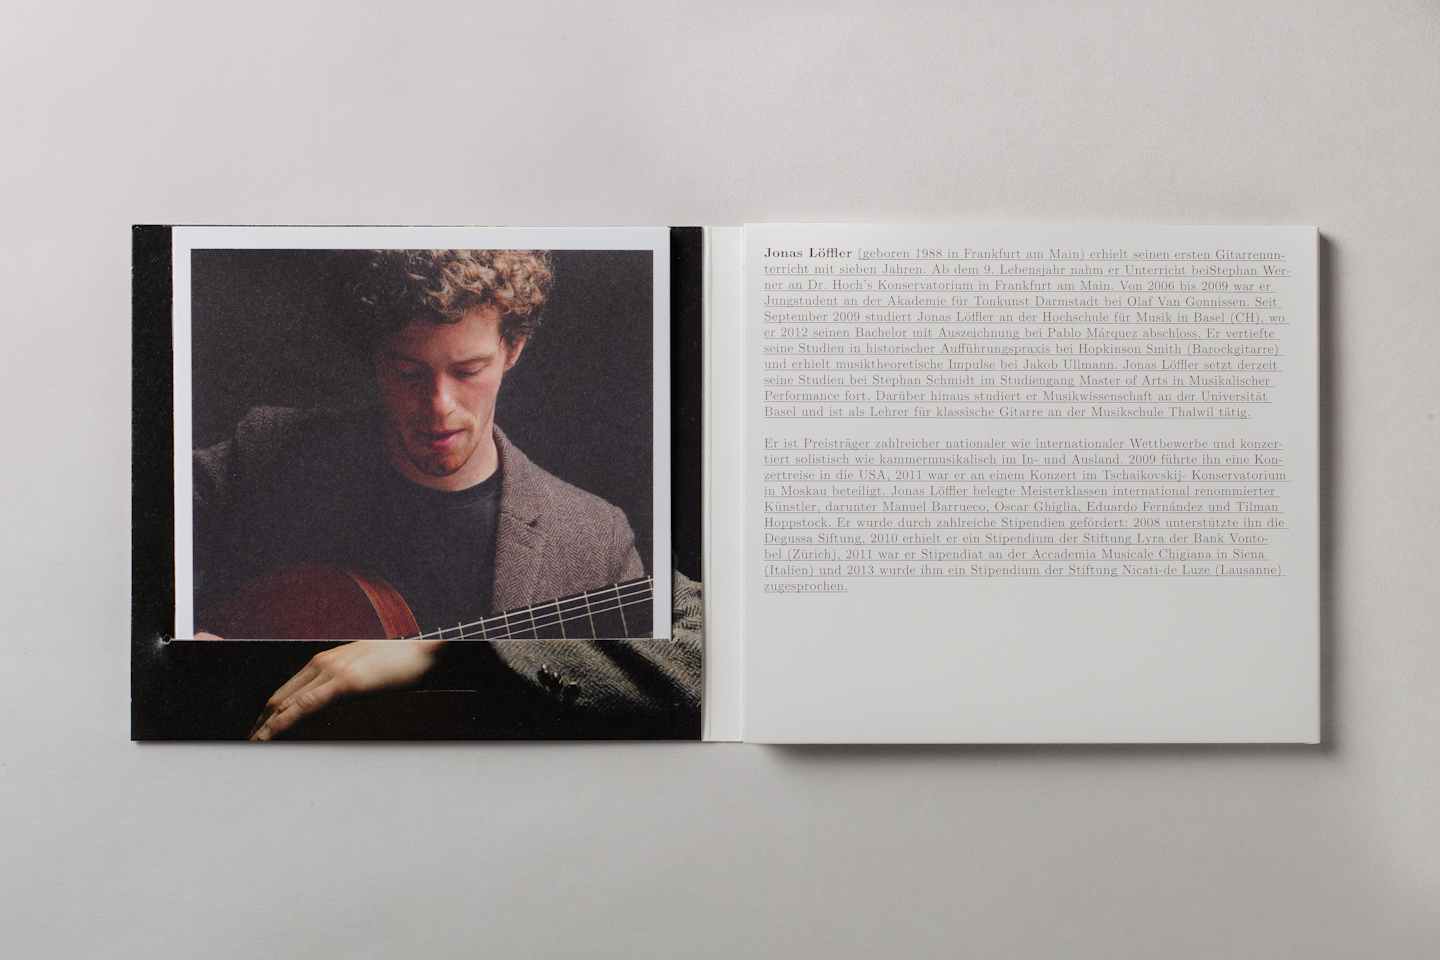 Jonas Löffler (geboren 1988 in Frankfurt am Main) erhielt seinen ersten Gitarrenun-
terricht mit sieben Jahren. Ab dem 9. Lebensjahr nahm er Unterricht beiStephan Wer-
ner an Dr. Hoch's Konservatorium in Frankfurt am Main. Von 2006 bis 2009 war er
Jungstudent an der Akademie für Tonkunst Darmstadt bei Olaf Van Gonnissen. Seit
September 2009 studiert Jonas Löffler an der Hochschule für Musik in Basel (CH), wo
er 2012 seinen Bachelor mit Auszeichnung bei Pablo Márquez abschloss. Er vertiefte
seine Studien in historischer Aufführungspraxis bei Hopkinson Smith (Barockgitarre)
und erhielt musiktheoretische Impulse bei Jakob Ullmann. Jonas Löffler setzt derzeit
seine Studien bei Stephan Schmidt im Studiengang Master of Arts in Musikalischer
Performance fort. Darüber hinaus studiert er Musikwissenschaft an der Universität
Basel und ist als Lehrer für klassische Gitarre an der Musikschule Thalwil tätig.
Er ist Preisträger zahlreicher nationaler wie internationaler Wettbewerbe und konzer-
tiert solistisch wie kammermusikalisch im In- und Ausland. 2009 führte ihn eine Kon-
zertreise in die USA, 2011 war er an einem Konzert im Tschaikovskij- Konservatorium
in Moskau beteiligt. Jonas Löffler belegte Meisterklassen international renommierter
Künstler, darunter Manuel Barrueco, Oscar Ghiglia, Eduardo Fernández und Tilman
Hoppstock. Er wurde durch zahlreiche Stipendien gefördert: 2008 unterstützte ihn die
Degussa Siftung, 2010 erhielt er ein Stipendium der Stiftung Lyra der Bank Vonto-
bel (Zürich), 2011 war er Stipendiat an der Accademia Musicale Chigiana in Siena
(Italien) und 2013 wurde ihm ein Stipendium der Stiftung Nicati-de Luze (Lausanne)
zugesprochen.